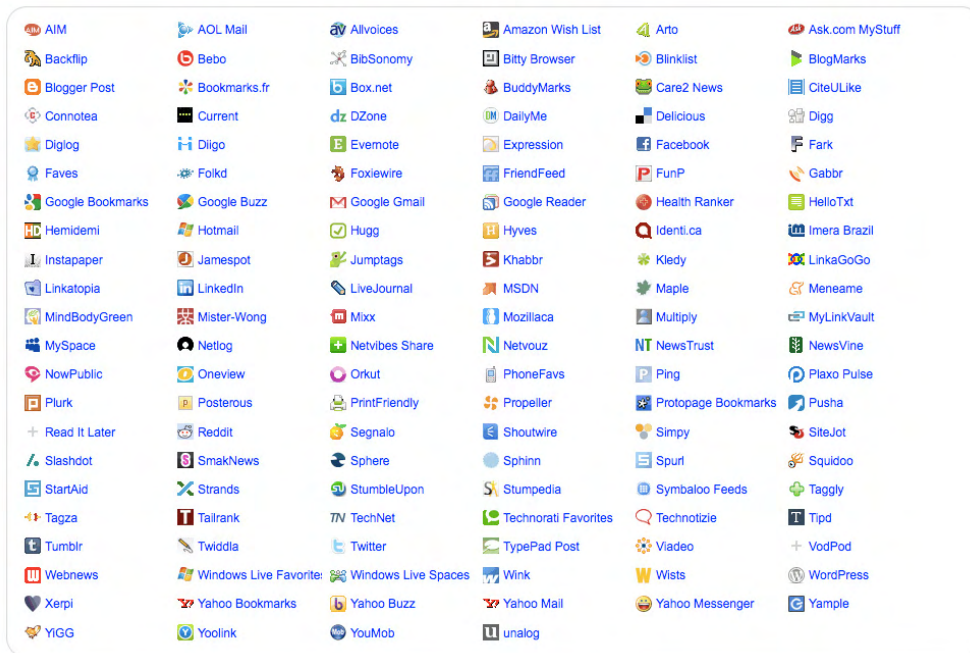 AIM AOL Mail Allvoices Amazon Wish List Arto Ask.com MyStuff
Backflip Bebo BibSonomy Bitty Browser Blinklist BlogMarks
Blogger Post Bookmarks.fr Box.net BuddyMarks Care2 News CiteULike
Connotea Current DZone DailyMe Delicious Digg
Diglog Diigo Evernote Expression Facebook Fark
Faves Folkd Foxiewire FriendFeed FunP Gabbr
Google Bookmarks Google Buzz Google Gmail Google Reader Health Ranker HelloTxt
Hemidemi Hotmail Hugg Hyves Identi.ca Imera Brazil
Instapaper Jamespot Jumptags Khabbr Kledy LinkaGoGo
Linkatopia LinkedIn LiveJournal MSDN Maple Meneame
MindBodyGreen Mister-Wong Mixx Mozillaca Multiply MyLinkVault
MySpace Netlog Netvibes Share Netvouz NewsTrust NewsVine
NowPublic Oneview Orkut PhoneFavs Ping Plaxo Pulse
Plurk Posterous PrintFriendly Propeller Protopage Bookmarks Pusha
Read It Later Reddit Segnalo Shoutwire Simpy SiteJot
Slashdot SmakNews Sphere Sphinn Spurl Squidoo
StartAid Strands StumbleUpon Stumpedia Symbaloo Feeds Taggly
Tagza Tailrank TechNet Technorati Favorites Technotizie Tipd
Tumblr Twiddla Twitter TypePad Post Viadeo VodPod
Webnews Windows Live Favorites Windows Live Spaces Wink Wists WordPress
Xerpi Yahoo Bookmarks Yahoo Buzz Yahoo Mail Yahoo Messenger Yample
YiGG Yoolink YouMob unalog